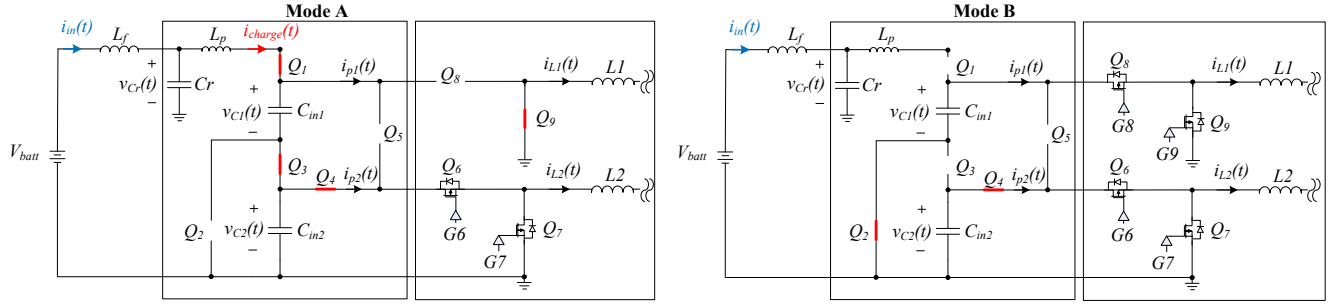 Mode A
i_in(t)
L_f
L_p
i_charge(t)
Q_1
i_p1(t)
Q_8
i_L1(t)
L1
+
v_Cr(t)
−
Cr
+
v_C1(t)
−
C_in1
Q_5
Q_9
V_batt
Q_3
Q_4
i_p2(t)
Q_6
i_L2(t)
L2
Q_2
+
v_C2(t)
−
C_in2
G6
G7
Q_7
Mode B
i_in(t)
L_f
L_p
Q_1
i_p1(t)
Q_8
i_L1(t)
L1
+
v_Cr(t)
−
Cr
+
v_C1(t)
−
C_in1
Q_5
G8
G9
Q_9
V_batt
Q_3
Q_4
i_p2(t)
Q_6
i_L2(t)
L2
Q_2
+
v_C2(t)
−
C_in2
G6
G7
Q_7